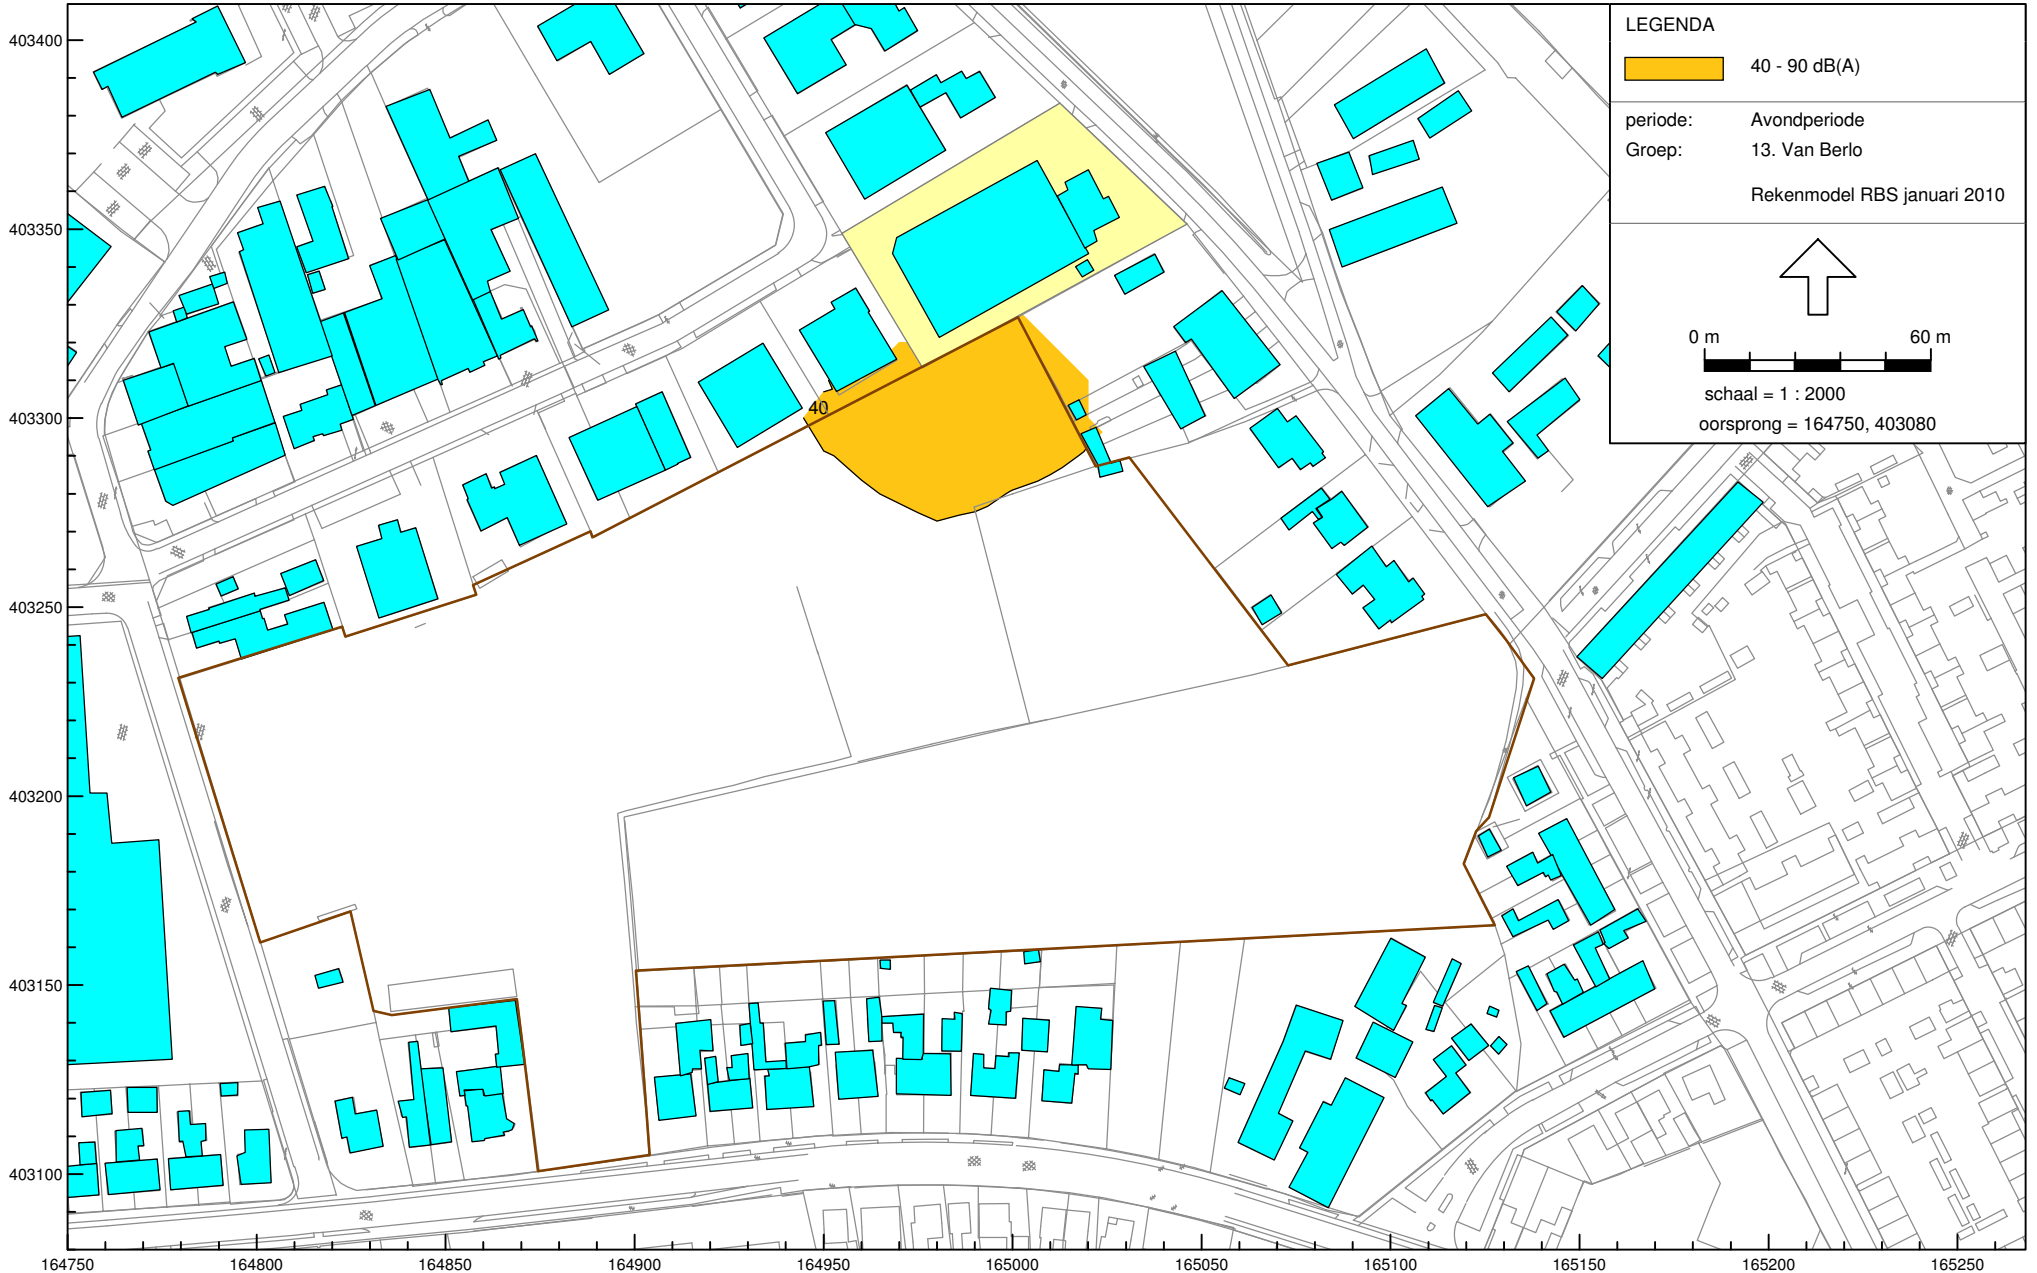 LEGENDA
40 - 90 dB(A)
periode: Avondperiode
Groep: 13. Van Berlo
Rekenmodel RBS januari 2010
0 m 60 m
schaal = 1 : 2000
oorsprong = 164750, 403080
403400
403350
403300
403250
403200
403150
403100
40
164750 164800 164850 164900 164950 165000 165050 165100 165150 165200 165250